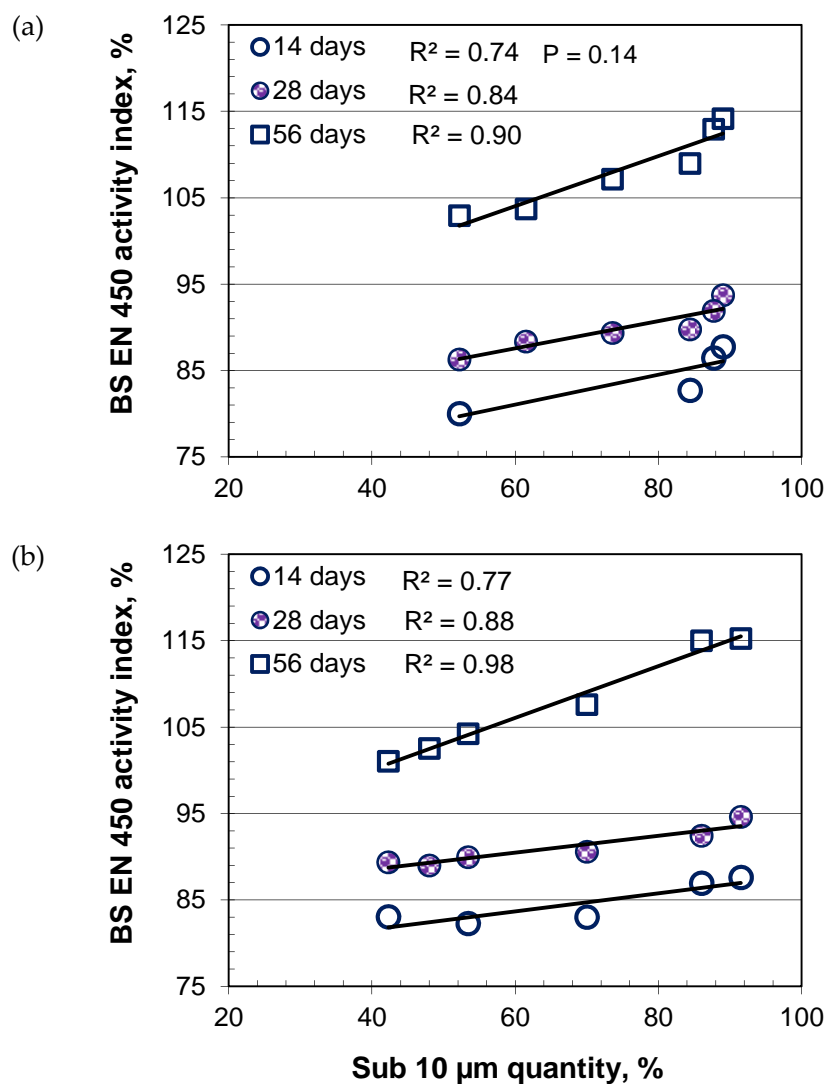 (a)
BS EN 450 activity index, %
125
115
105
95
85
75
14 days R² = 0.74 P = 0.14
28 days R² = 0.84
56 days R² = 0.90
20 40 60 80 100
(b)
BS EN 450 activity index, %
125
115
105
95
85
75
14 days R² = 0.77
28 days R² = 0.88
56 days R² = 0.98
20 40 60 80 100
Sub 10 µm quantity, %